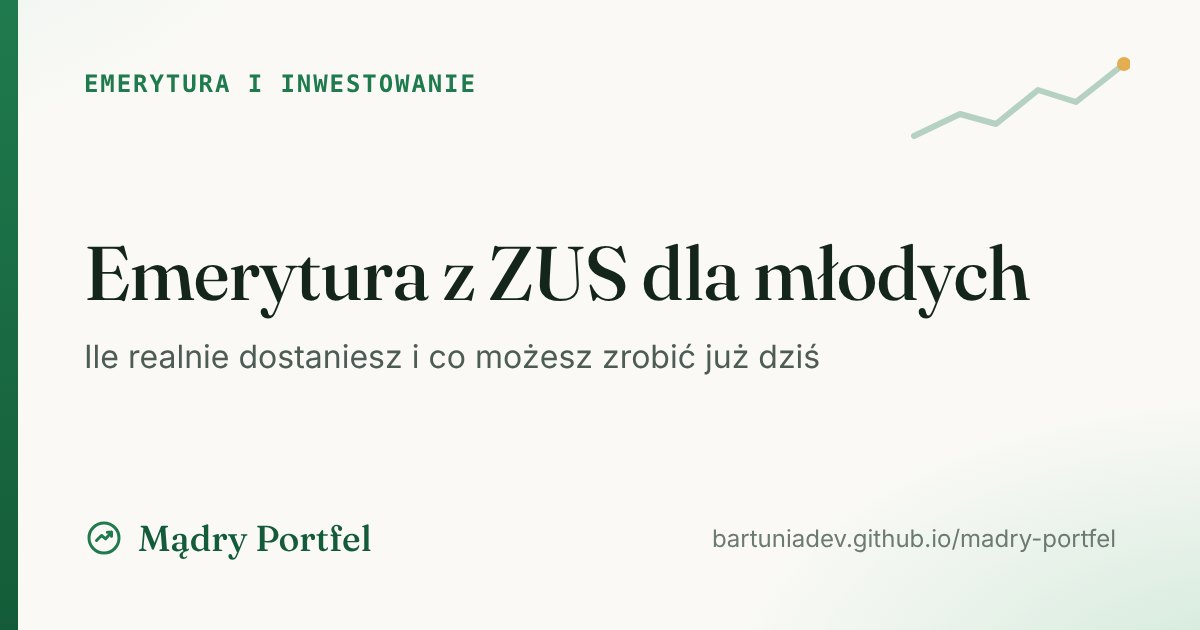 EMERYTURA I INWESTOWANIE
Emerytura z ZUS dla młodych
Ile realnie dostaniesz i co możesz zrobić już dziś
Mądry Portfel
bartuniadev.github.io/madry-portfel